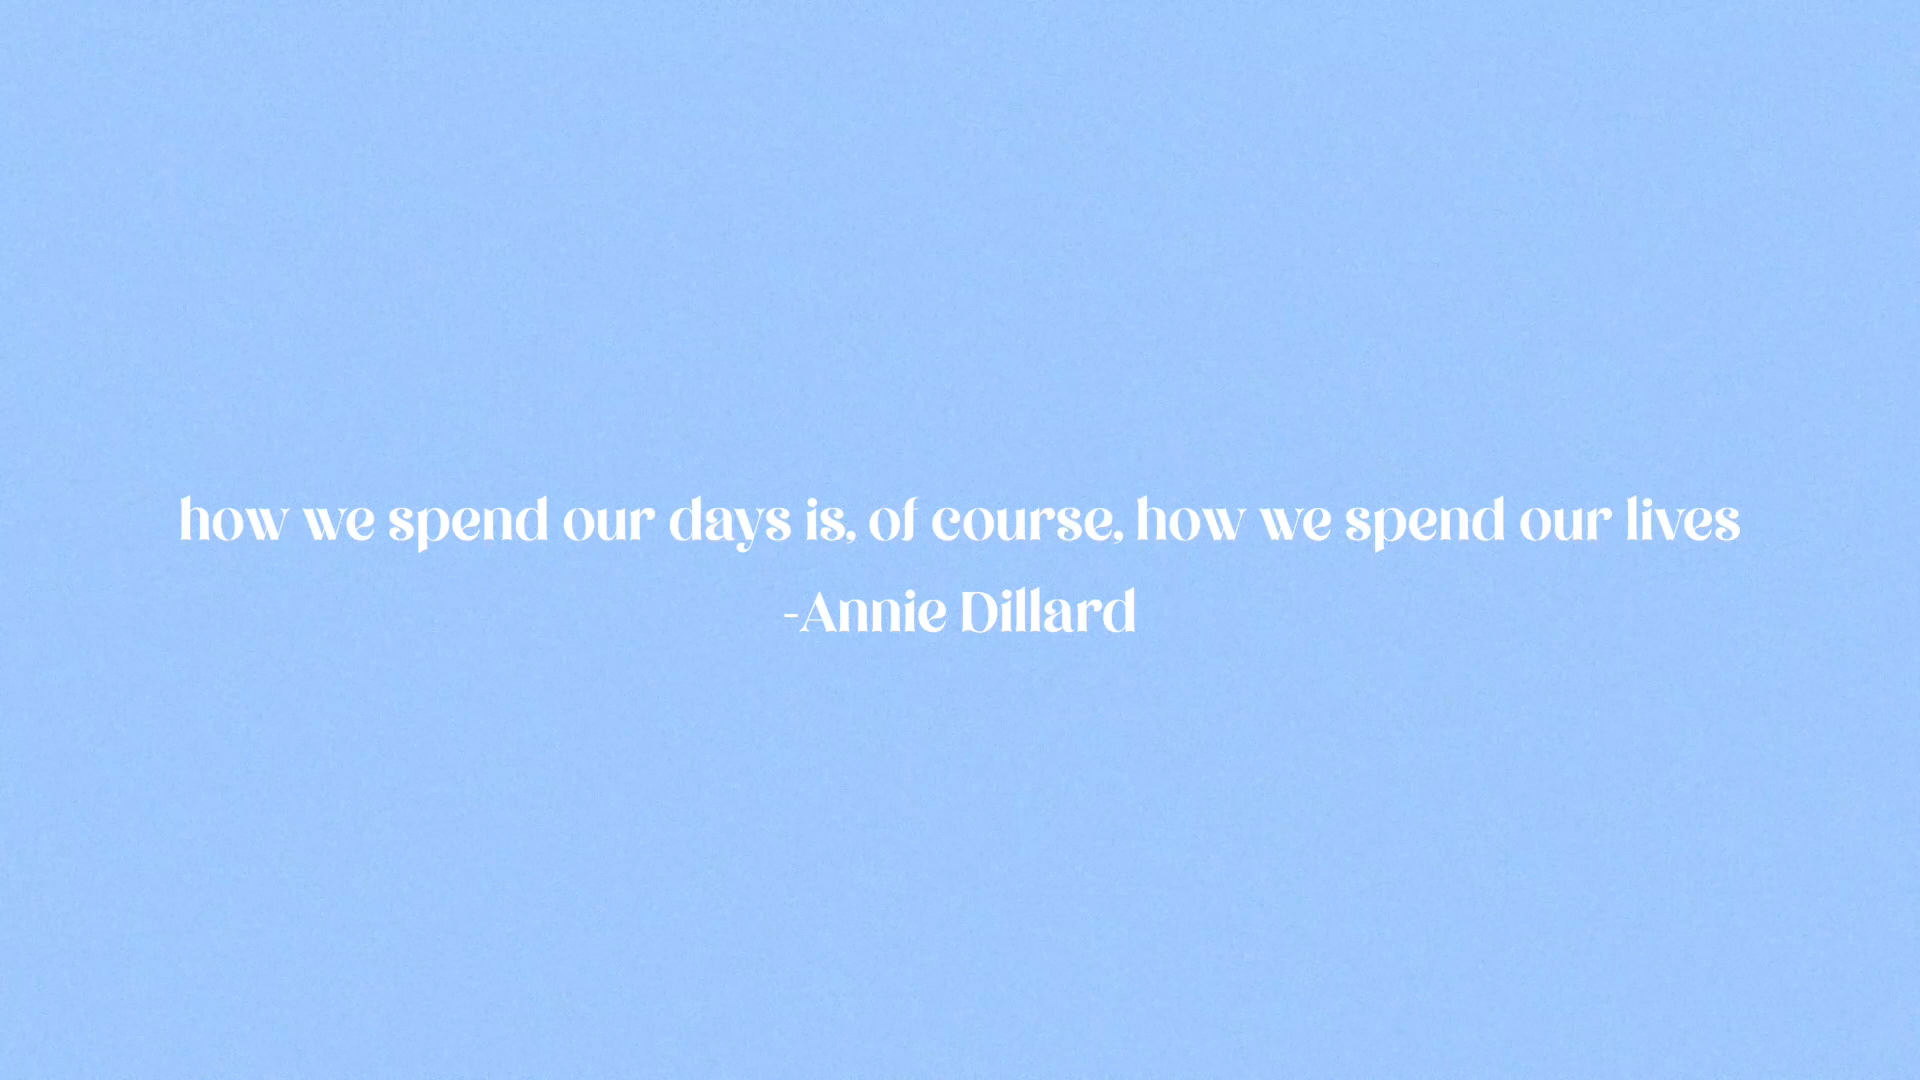 how we spend our days is, of course, how we spend our lives
-Annie Dillard